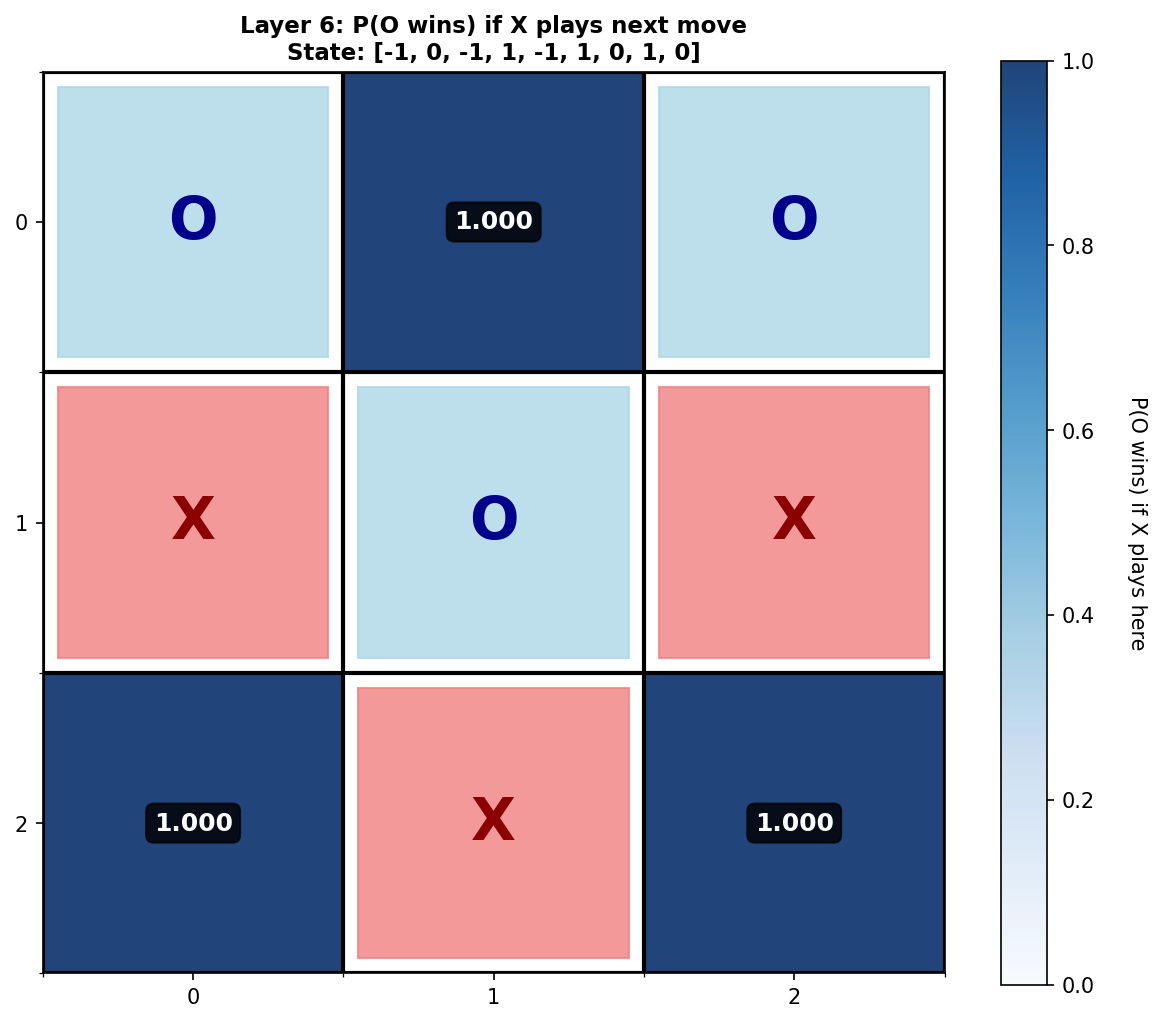 Layer 6: P(O wins) if X plays next move
State: [-1, 0, -1, 1, -1, 1, 0, 1, 0]
O
1.000
O
X
O
X
1.000
X
1.000
0
1
2
0
1
2
1.0
0.8
0.6
0.4
0.2
0.0
P(O wins) if X plays here